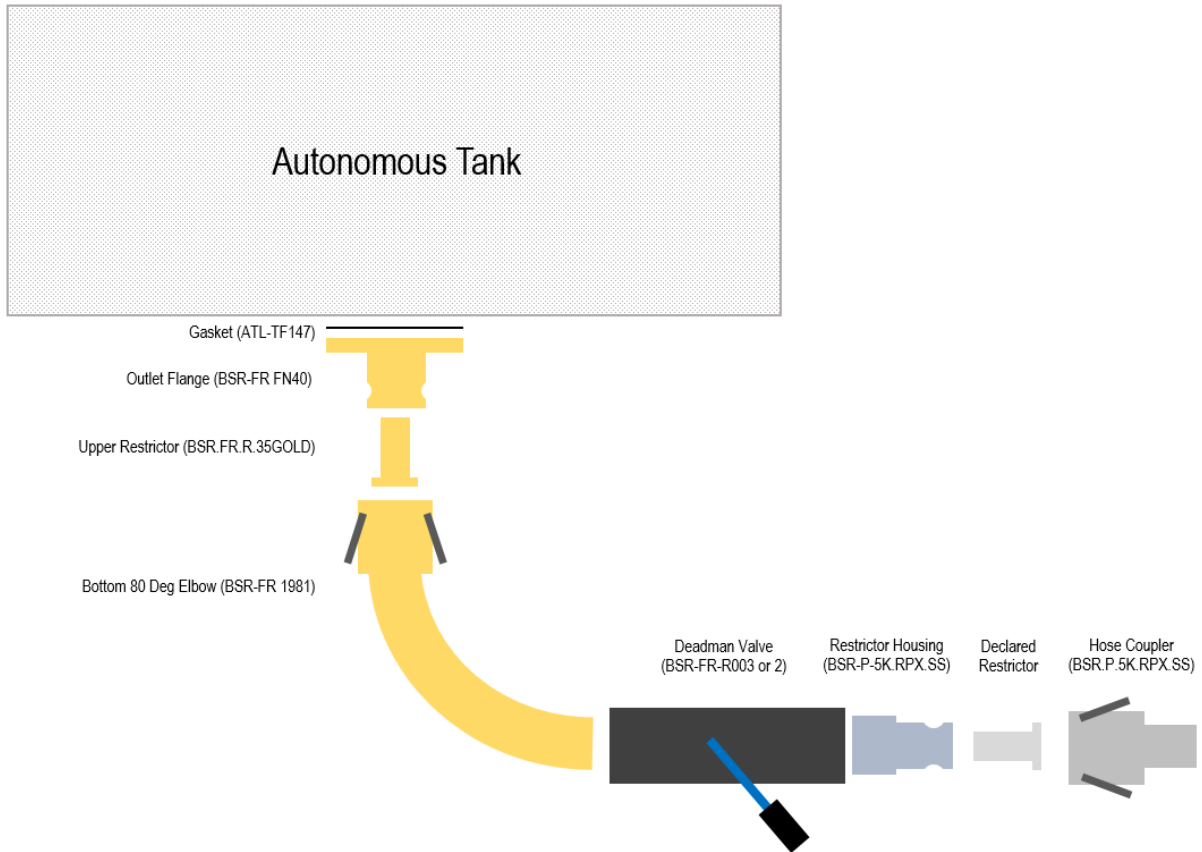 Autonomous Tank
Gasket (ATL-TF147)
Outlet Flange (BSR-FR FN40)
Upper Restrictor (BSR.FR.R.35GOLD)
Bottom 80 Deg Elbow (BSR-FR 1981)
Deadman Valve
(BSR-FR-R003 or 2)
Restrictor Housing
(BSR-P-5K.RPX.SS)
Declared
Restrictor
Hose Coupler
(BSR.P.5K.RPX.SS)